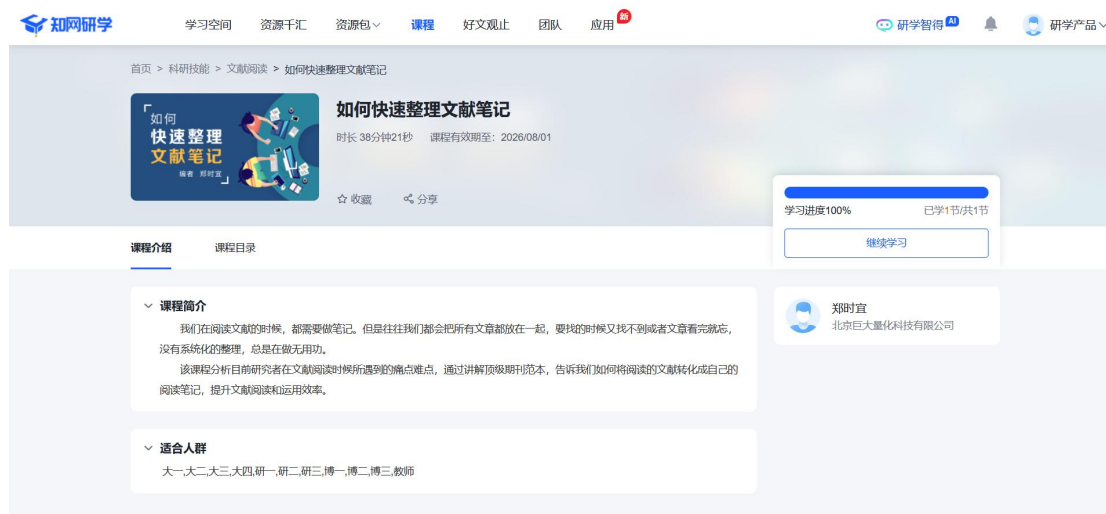 知网研学
学习空间 资源千汇 资源包 课程 好文观止 团队 应用 新
研学智得 AI 研学产品
首页 > 科研技能 > 文献阅读 > 如何快速整理文献笔记
如何
快速整理
文献笔记
编者 郑时宜
如何快速整理文献笔记
时长 38分钟21秒 课程有效期至：2026/08/01
收藏 分享
学习进度100% 已学1节/共1节
继续学习
课程介绍 课程目录
课程简介
我们在阅读文献的时候，都需要做笔记。但是往往我们都会把所有文章都放在一起，要找的时候又找不到或者文章看完就忘，
没有系统化的整理，总是在做无用功。
该课程分析目前研究者在文献阅读时候所遇到的痛点难点，通过讲解顶级期刊范本，告诉我们如何将阅读的文献转化成自己的
阅读笔记，提升文献阅读和运用效率。
郑时宜
北京巨大量化科技有限公司
适合人群
大一,大二,大三,大四,研一,研二,研三,博一,博二,博三,教师